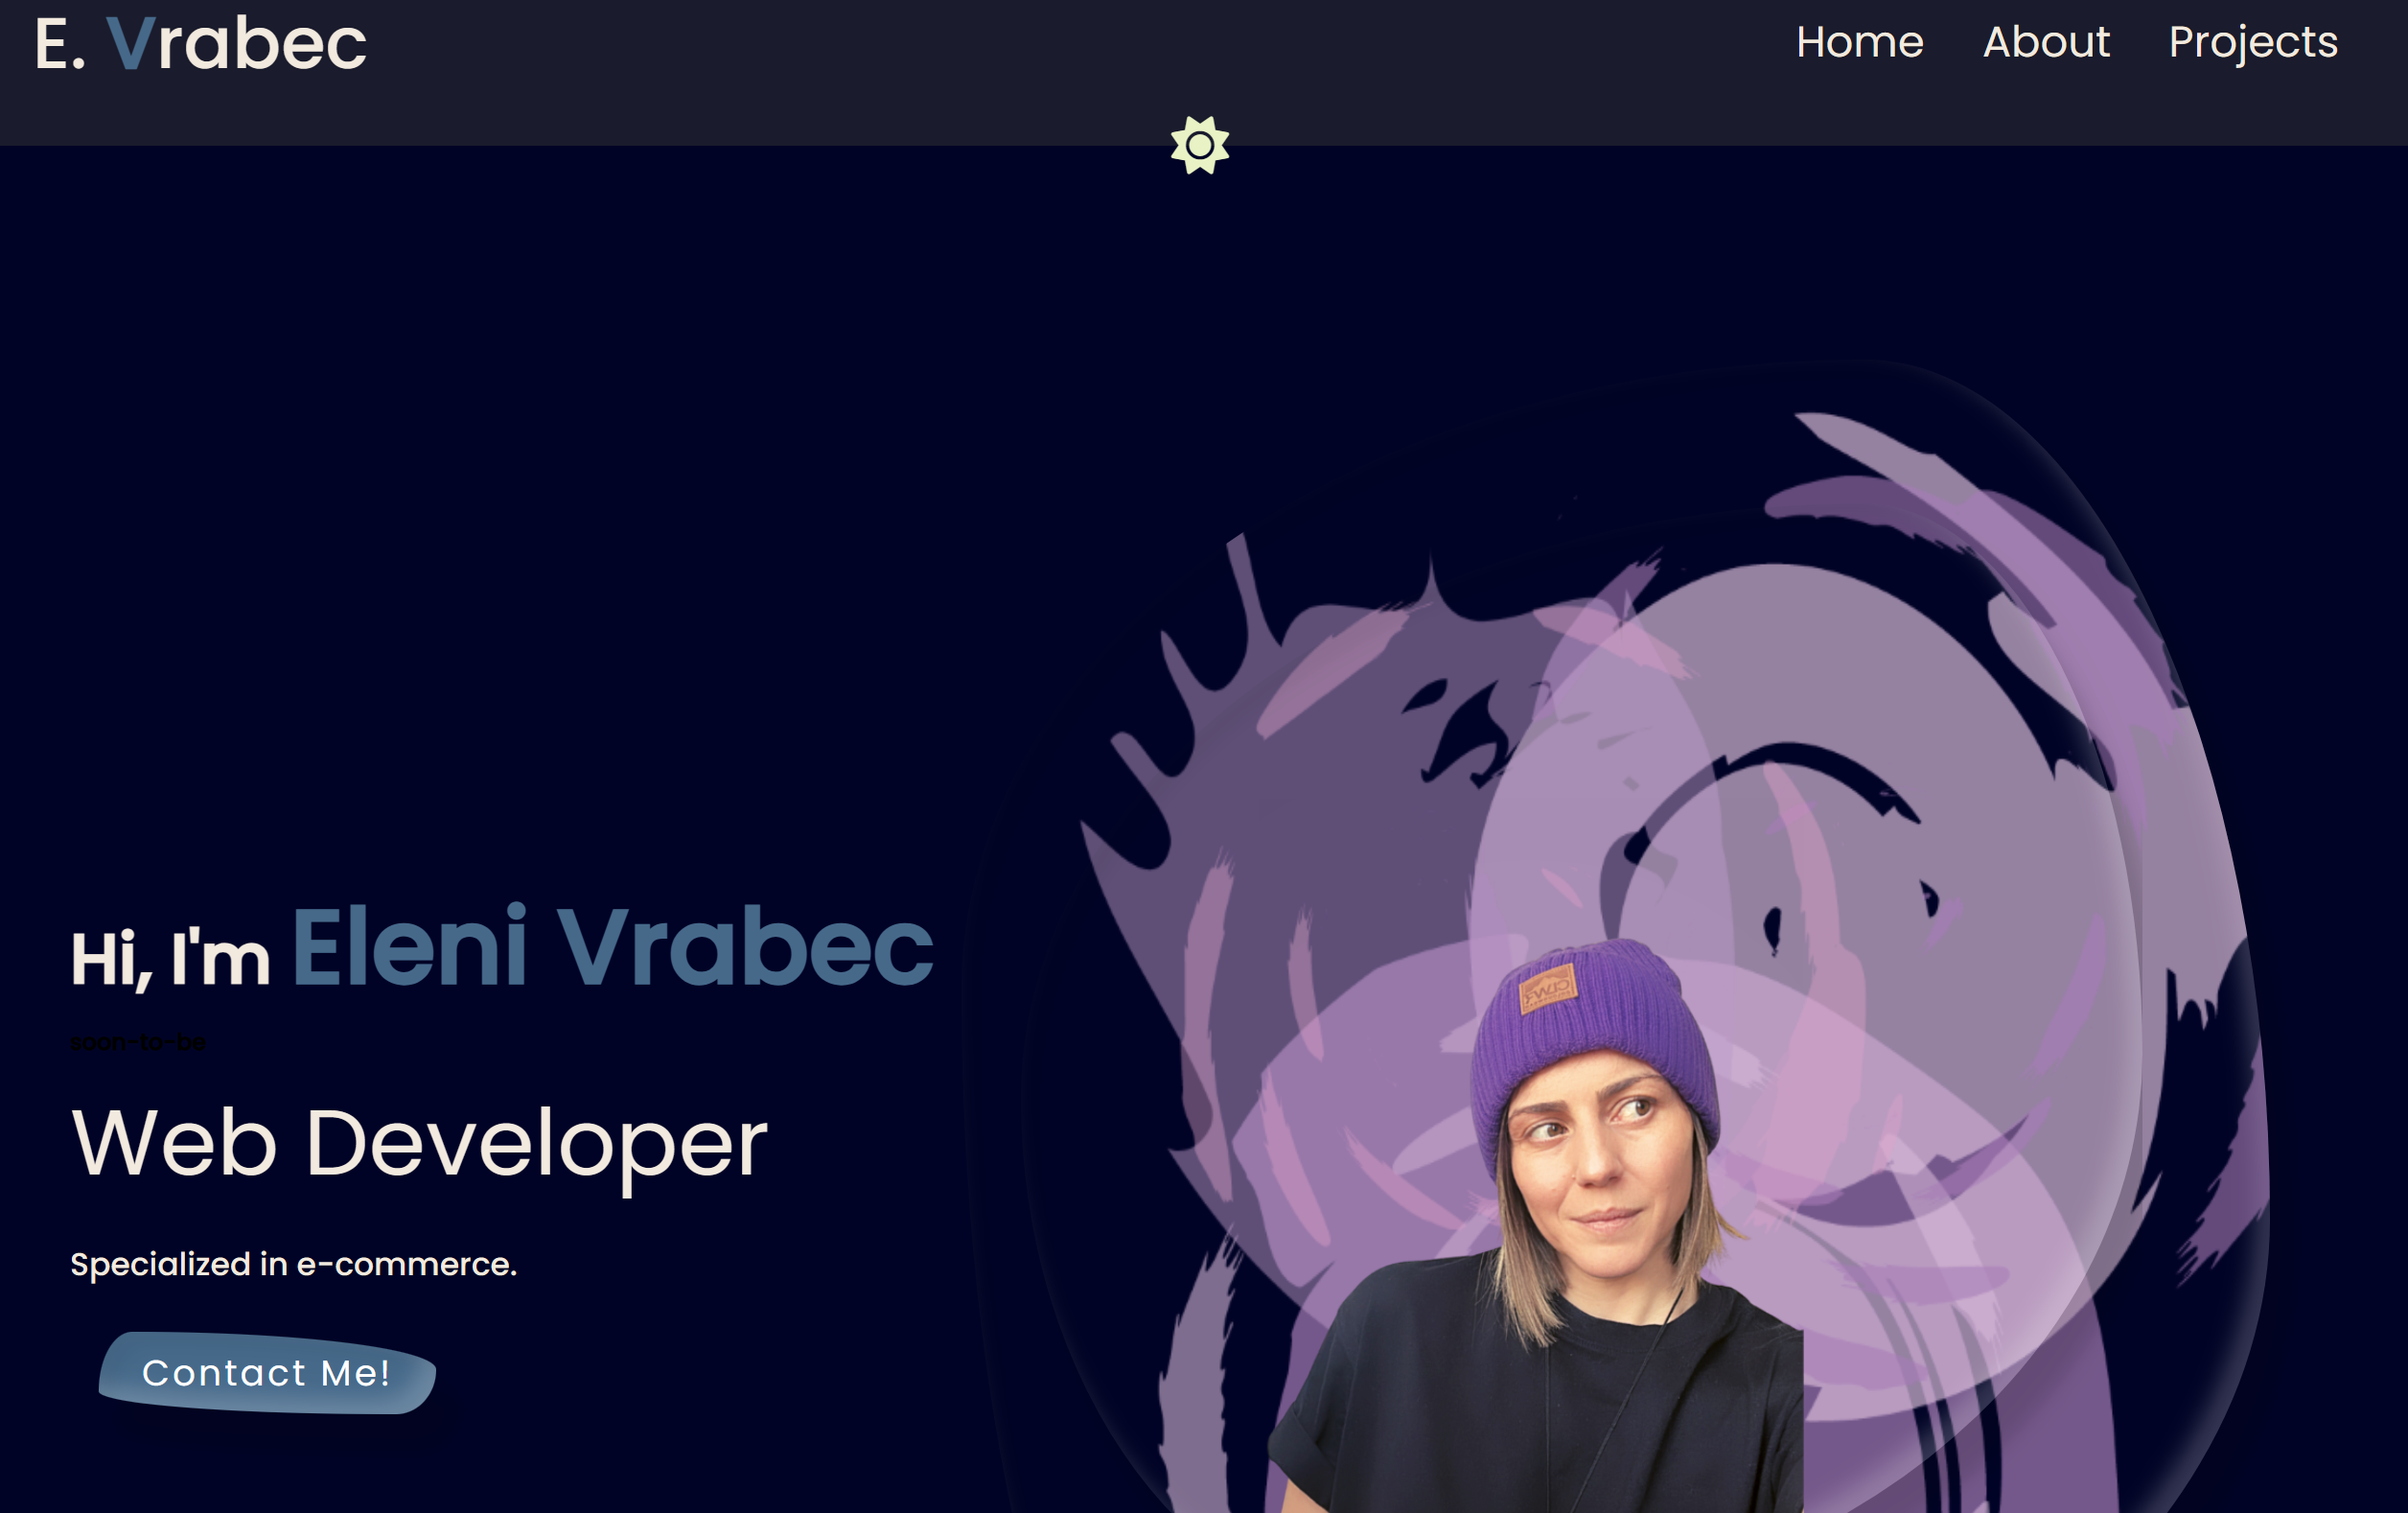 E. Vrabec
Home About Projects
Hi, I'm Eleni Vrabec
soon-to-be
Web Developer
Specialized in e-commerce.
Contact Me!